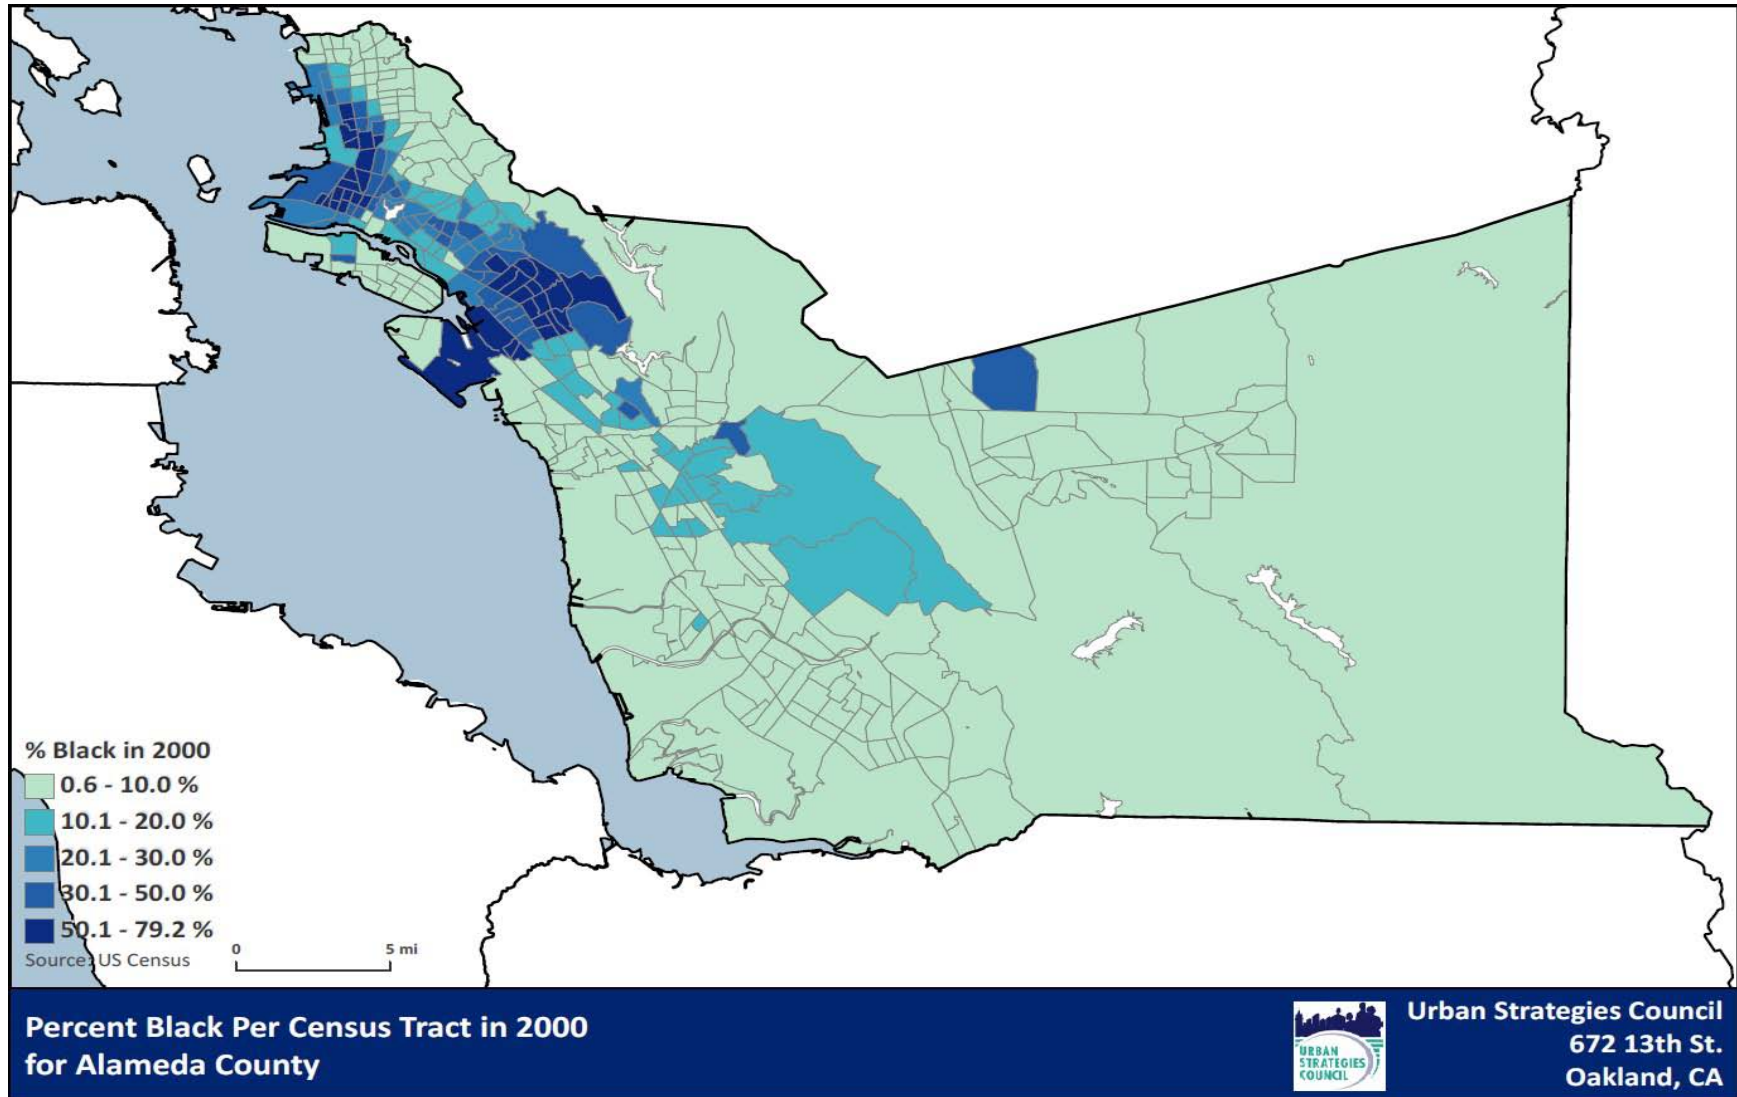 % Black in 2000
0.6 - 10.0 %
10.1 - 20.0 %
20.1 - 30.0 %
30.1 - 50.0 %
50.1 - 79.2 %
Source: US Census
0 5 mi
Percent Black Per Census Tract in 2000
for Alameda County
URBAN
STRATEGIES
COUNCIL
Urban Strategies Council
672 13th St.
Oakland, CA